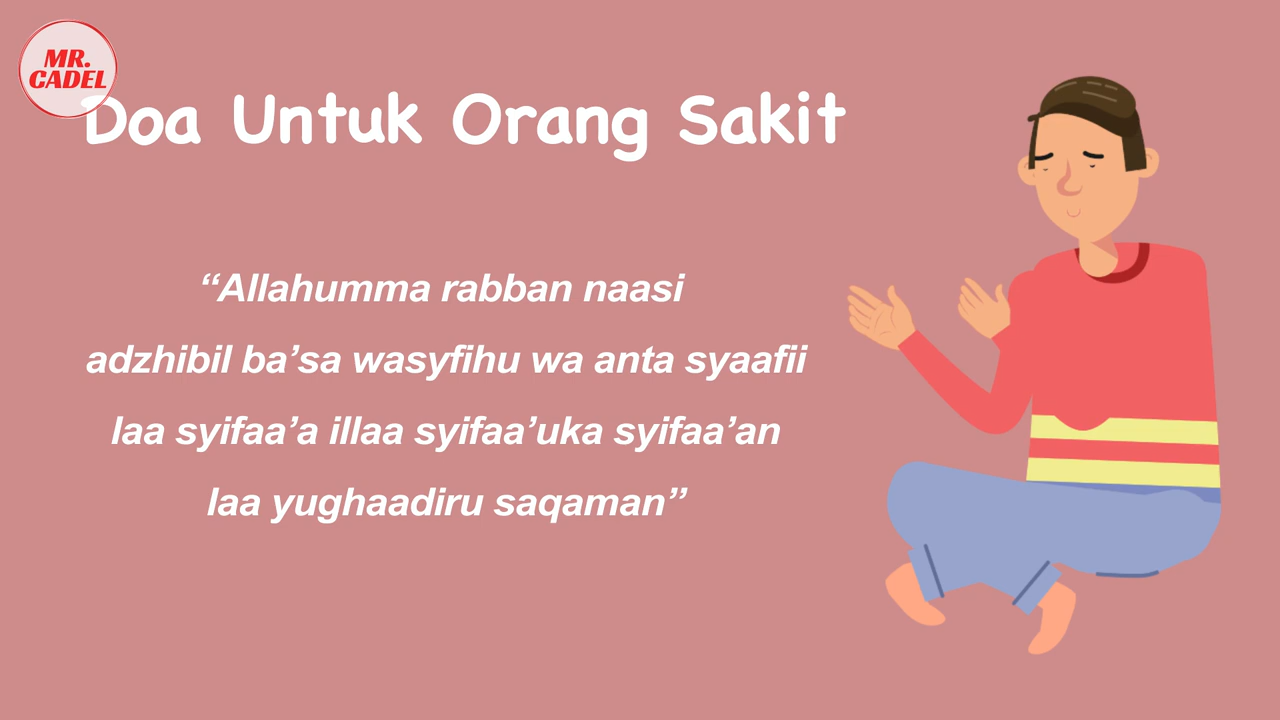 MR.
CADEL
Doa Untuk Orang Sakit
“Allahumma rabban naasi
adzhibil ba’sa wasyfihu wa anta syaafii
laa syifaa’a illaa syifaa’uka syifaa’an
laa yughaadiru saqaman”